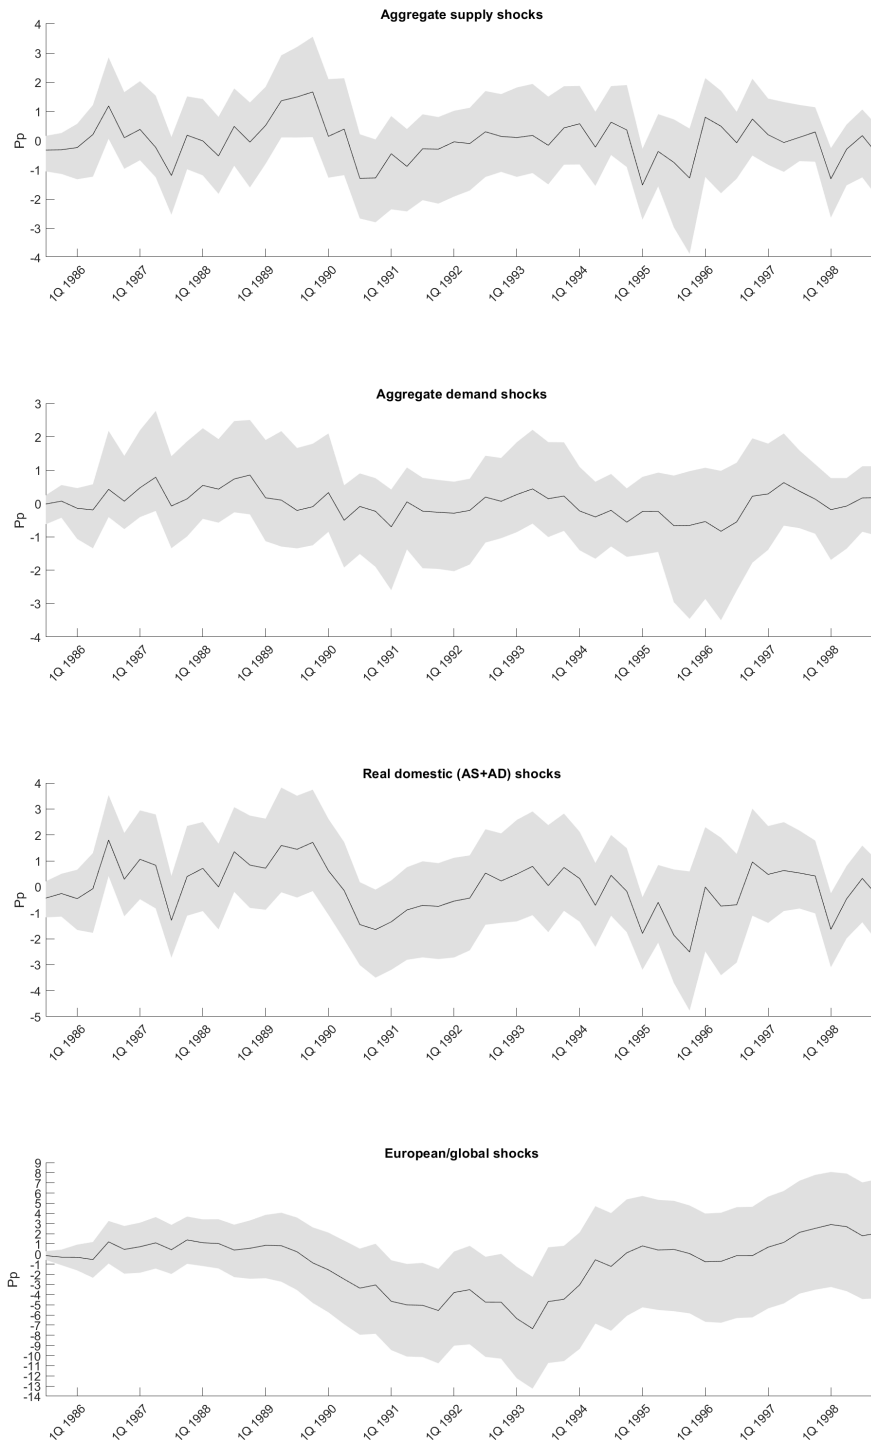 Aggregate supply shocks
4
3
2
1
0
-1
-2
-3
-4
Pp
1Q 1986
1Q 1987
1Q 1988
1Q 1989
1Q 1990
1Q 1991
1Q 1992
1Q 1993
1Q 1994
1Q 1995
1Q 1996
1Q 1997
1Q 1998
Aggregate demand shocks
3
2
1
0
-1
-2
-3
-4
Pp
1Q 1986
1Q 1987
1Q 1988
1Q 1989
1Q 1990
1Q 1991
1Q 1992
1Q 1993
1Q 1994
1Q 1995
1Q 1996
1Q 1997
1Q 1998
Real domestic (AS+AD) shocks
4
3
2
1
0
-1
-2
-3
-4
-5
Pp
1Q 1986
1Q 1987
1Q 1988
1Q 1989
1Q 1990
1Q 1991
1Q 1992
1Q 1993
1Q 1994
1Q 1995
1Q 1996
1Q 1997
1Q 1998
European/global shocks
9
8
7
6
5
4
3
2
1
0
-1
-2
-3
-4
-5
-6
-7
-8
-9
-10
-11
-12
-13
-14
Pp
1Q 1986
1Q 1987
1Q 1988
1Q 1989
1Q 1990
1Q 1991
1Q 1992
1Q 1993
1Q 1994
1Q 1995
1Q 1996
1Q 1997
1Q 1998